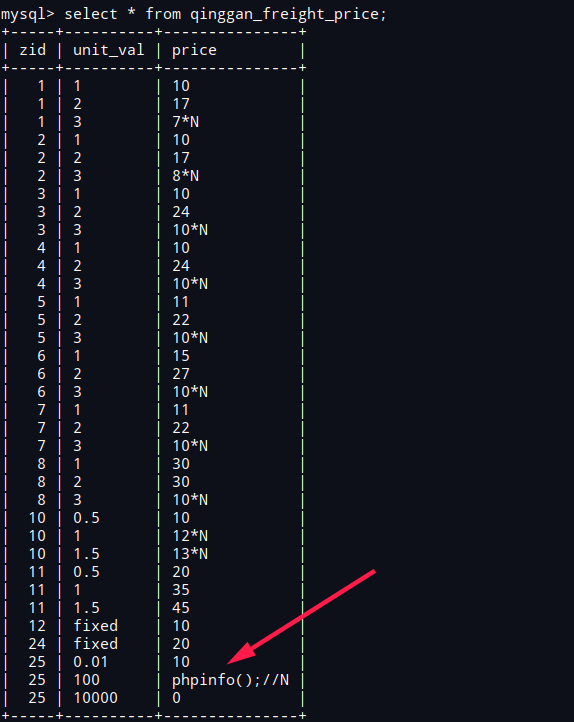 mysql> select * from qinggan_freight_price;
+-----+----------+---------------+
| zid | unit_val | price         |
+-----+----------+---------------+
|   1 | 1        | 10            |
|   1 | 2        | 17            |
|   1 | 3        | 7*N           |
|   2 | 1        | 10            |
|   2 | 2        | 17            |
|   2 | 3        | 8*N           |
|   3 | 1        | 10            |
|   3 | 2        | 24            |
|   3 | 3        | 10*N          |
|   4 | 1        | 10            |
|   4 | 2        | 24            |
|   4 | 3        | 10*N          |
|   5 | 1        | 11            |
|   5 | 2        | 22            |
|   5 | 3        | 10*N          |
|   6 | 1        | 15            |
|   6 | 2        | 27            |
|   6 | 3        | 10*N          |
|   7 | 1        | 11            |
|   7 | 2        | 22            |
|   7 | 3        | 10*N          |
|   8 | 1        | 30            |
|   8 | 2        | 30            |
|   8 | 3        | 10*N          |
|  10 | 0.5      | 10            |
|  10 | 1        | 12*N          |
|  10 | 1.5      | 13*N          |
|  11 | 0.5      | 20            |
|  11 | 1        | 35            |
|  11 | 1.5      | 45            |
|  12 | fixed    | 10            |
|  24 | fixed    | 20            |
|  25 | 0.01     | 10            |
|  25 | 100      | phpinfo();//N |
|  25 | 10000    | 0             |
+-----+----------+---------------+